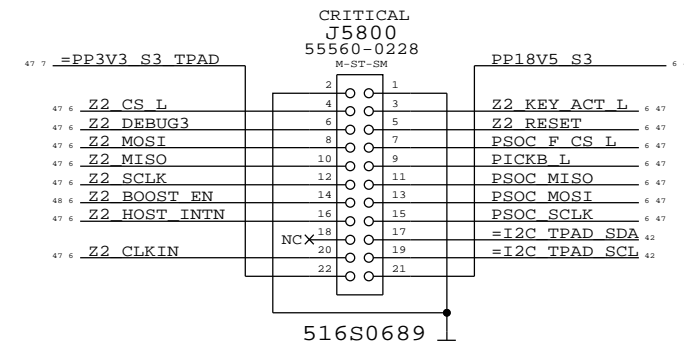 CRITICAL
J5800
55560-0228
M-ST-SM
47 7 =PP3V3_S3_TPAD
PP18V5_S3 6
2 1
47 6 Z2_CS_L 4 3 Z2_KEY_ACT_L 6 47
47 6 Z2_DEBUG3 6 5 Z2_RESET 6 47
47 6 Z2_MOSI 8 7 PSOC_F_CS_L 6 47
47 6 Z2_MISO 10 9 PICKB_L 6 47
47 6 Z2_SCLK 12 11 PSOC_MISO 6 47
48 6 Z2_BOOST_EN 14 13 PSOC_MOSI 6 47
47 6 Z2_HOST_INTN 16 15 PSOC_SCLK 6 47
NC 18 17 =I2C_TPAD_SDA 42
47 6 Z2_CLKIN 20 19 =I2C_TPAD_SCL 42
22 21
516S0689